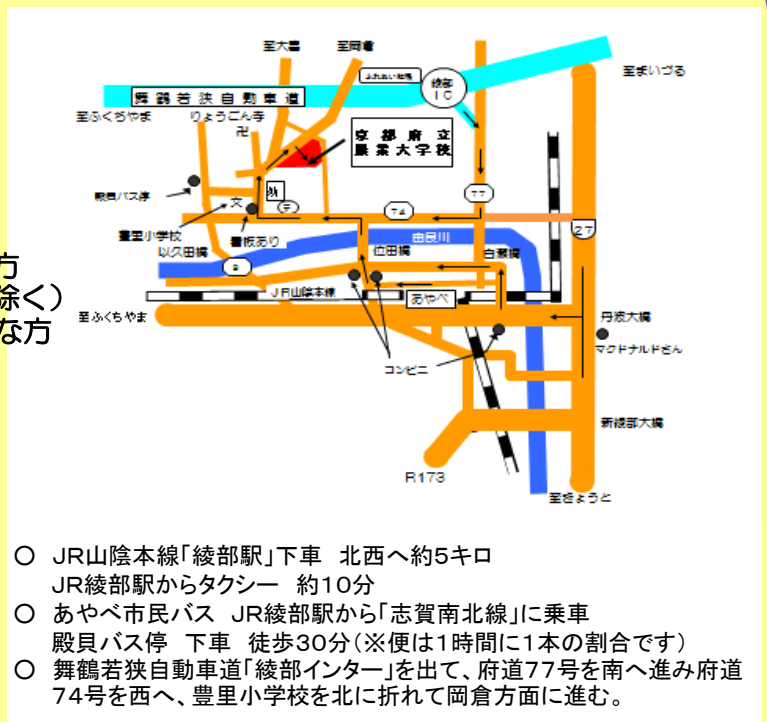 至大畠
至岡倉
ふれあい牧場
綾部
IC
至まいづる
舞鶴若狭自動車道
至ふくちやま
りょうごん寺
卍
京都府立
農業大学校
殿貝バス停
幼
文
〒
77
74
豊里小学校
看板あり
以久田橋
由良川
位田橋
白瀬橋
27
8
方
除く)
な方
JR山陰本線
あやべ
至ふくちやま
丹波大橋
マクドナルドさん
コンビニ
新綾部大橋
R173
至きょうと
○ JR山陰本線「綾部駅」下車 北西へ約5キロ
JR綾部駅からタクシー 約10分
○ あやべ市民バス JR綾部駅から「志賀南北線」に乗車
殿貝バス停 下車 徒歩30分(※便は1時間に1本の割合です)
○ 舞鶴若狭自動車道「綾部インター」を出て、府道77号を南へ進み府道
74号を西へ、豊里小学校を北に折れて岡倉方面に進む。